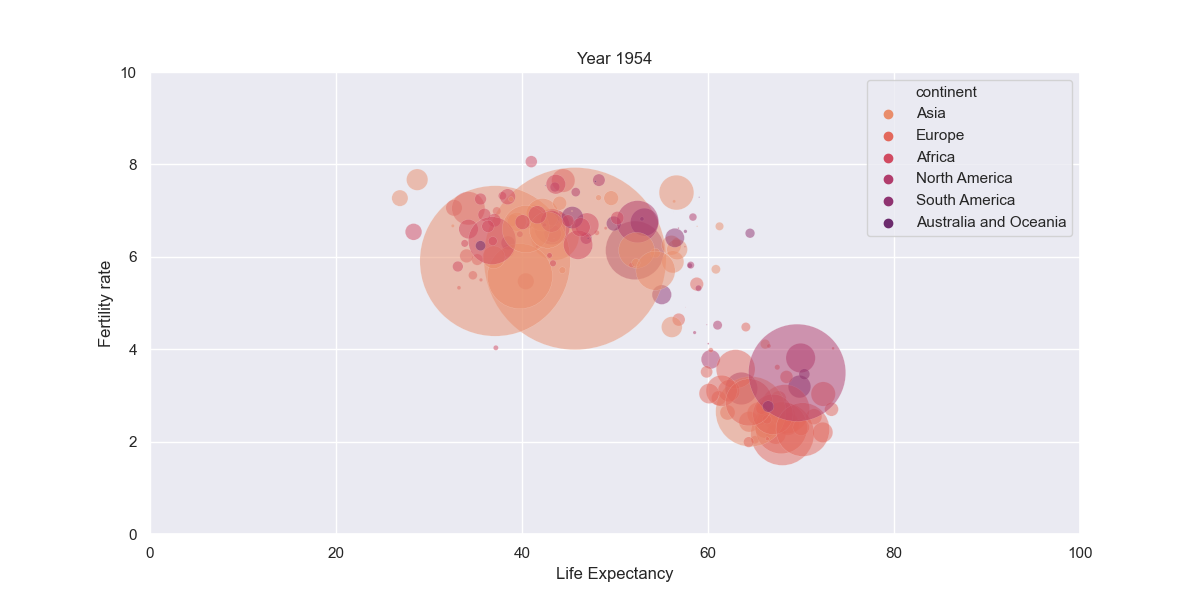 Year 1954
10
8
6
4
2
0
Fertility rate
0 20 40 60 80 100
Life Expectancy
continent
Asia
Europe
Africa
North America
South America
Australia and Oceania